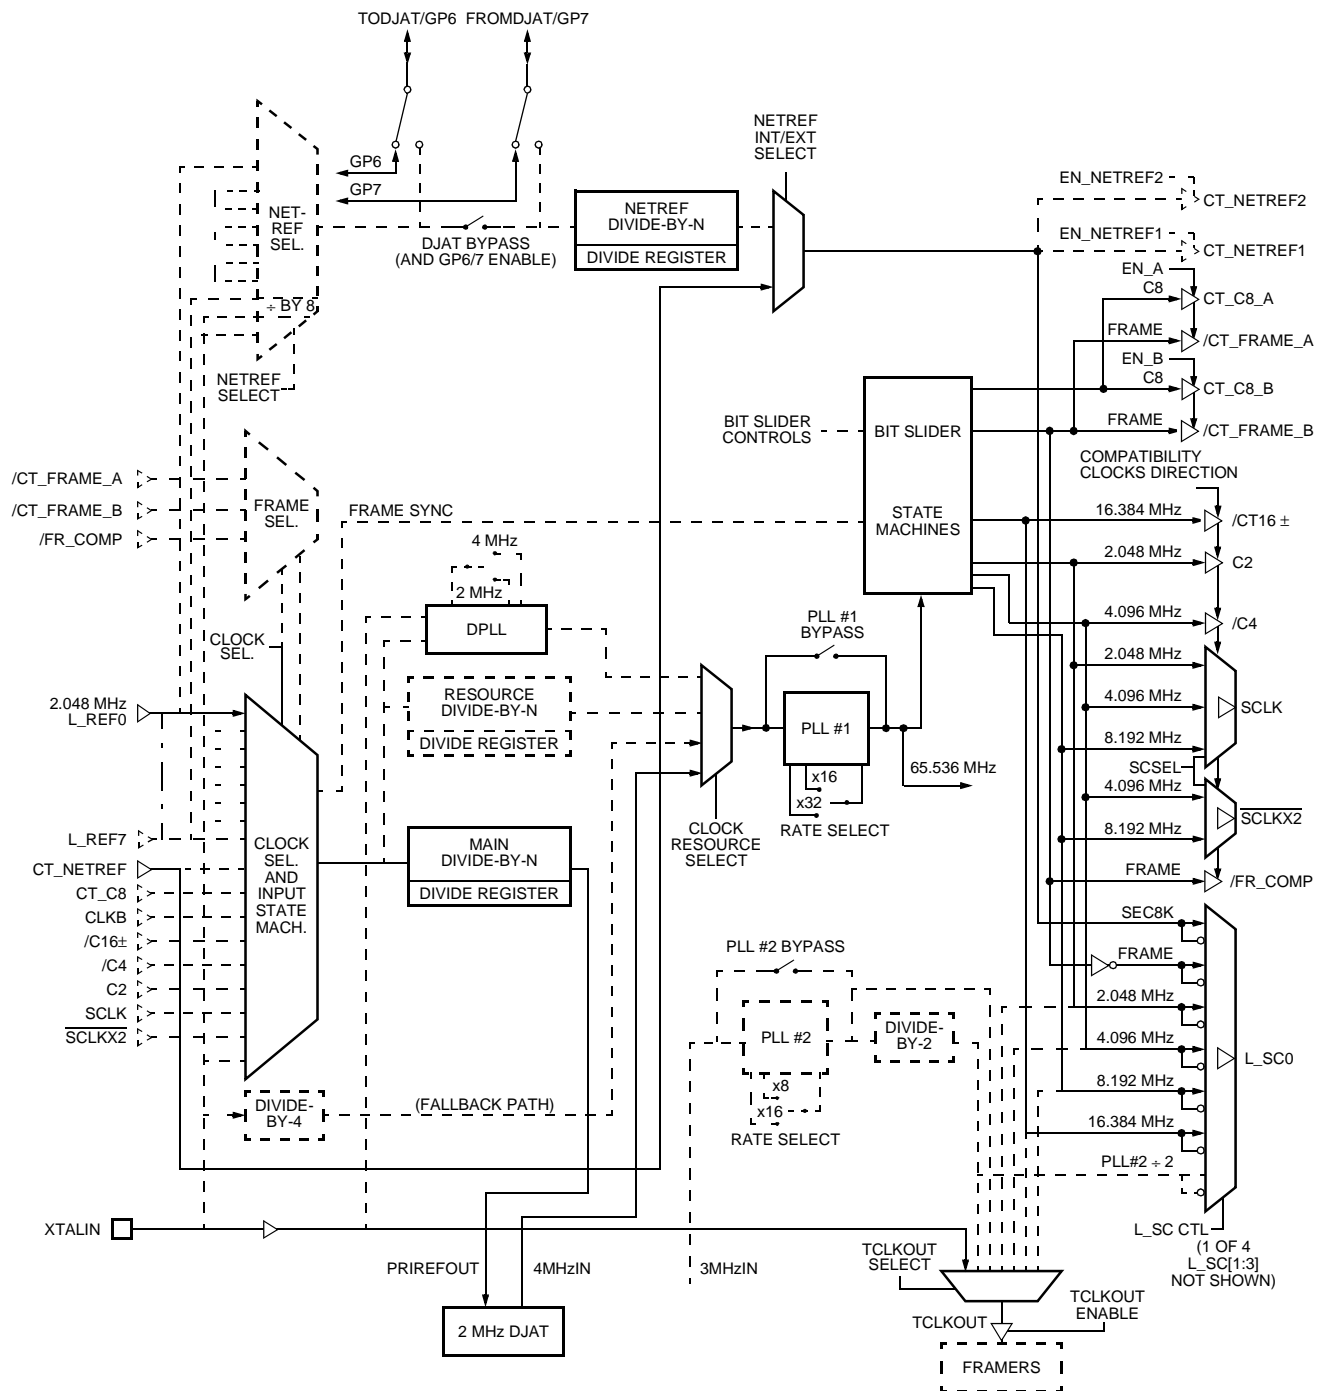 TODJAT/GP6 FROMDJAT/GP7
NETREF
INT/EXT
SELECT
GP6
GP7
NET-
REF
SEL.
DJAT BYPASS
(AND GP6/7 ENABLE)
NETREF
DIVIDE-BY-N
DIVIDE REGISTER
÷ BY 8
NETREF
SELECT
EN_NETREF2
CT_NETREF2
EN_NETREF1
CT_NETREF1
EN_A
C8
CT_C8_A
FRAME
/CT_FRAME_A
EN_B
C8
CT_C8_B
FRAME
/CT_FRAME_B
BIT SLIDER
CONTROLS
BIT SLIDER
STATE
MACHINES
COMPATIBILITY
CLOCKS DIRECTION
16.384 MHz
/CT16 ±
2.048 MHz
C2
4.096 MHz
/C4
2.048 MHz
4.096 MHz
SCLK
8.192 MHz
SCSEL
4.096 MHz
SCLKX2
8.192 MHz
FRAME
/FR_COMP
/CT_FRAME_A
/CT_FRAME_B
/FR_COMP
FRAME
SEL.
FRAME SYNC
4 MHz
2 MHz
DPLL
CLOCK
SEL.
RESOURCE
DIVIDE-BY-N
DIVIDE REGISTER
PLL #1
BYPASS
PLL #1
x16
x32
RATE SELECT
65.536 MHz
CLOCK
RESOURCE
SELECT
2.048 MHz
L_REF0
L_REF7
CT_NETREF
CT_C8
CLKB
/C16±
/C4
C2
SCLK
SCLKX2
CLOCK
SEL.
AND
INPUT
STATE
MACH.
MAIN
DIVIDE-BY-N
DIVIDE REGISTER
DIVIDE-
BY-4
(FALLBACK PATH)
PLL #2 BYPASS
PLL #2
x8
x16
RATE SELECT
DIVIDE-
BY-2
SEC8K
FRAME
2.048 MHz
4.096 MHz
L_SC0
8.192 MHz
16.384 MHz
PLL#2 ÷ 2
L_SC CTL
(1 OF 4
L_SC[1:3]
NOT SHOWN)
XTALIN
PRIREFOUT
4MHzIN
3MHzIN
2 MHz DJAT
TCLKOUT
SELECT
TCLKOUT
TCLKOUT
ENABLE
FRAMERS